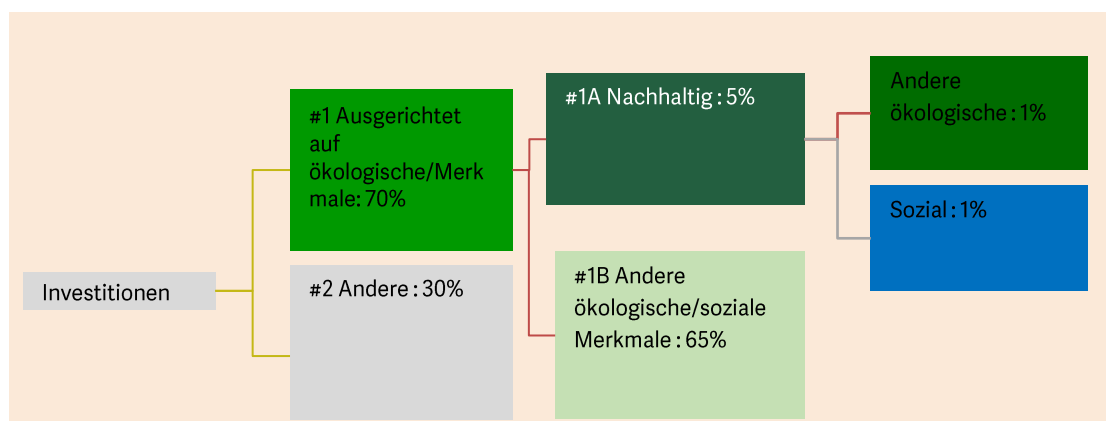 Investitionen
#1 Ausgerichtet
auf
ökologische/Merk
male: 70%
#2 Andere : 30%
#1A Nachhaltig : 5%
#1B Andere
ökologische/soziale
Merkmale : 65%
Andere
ökologische : 1%
Sozial : 1%